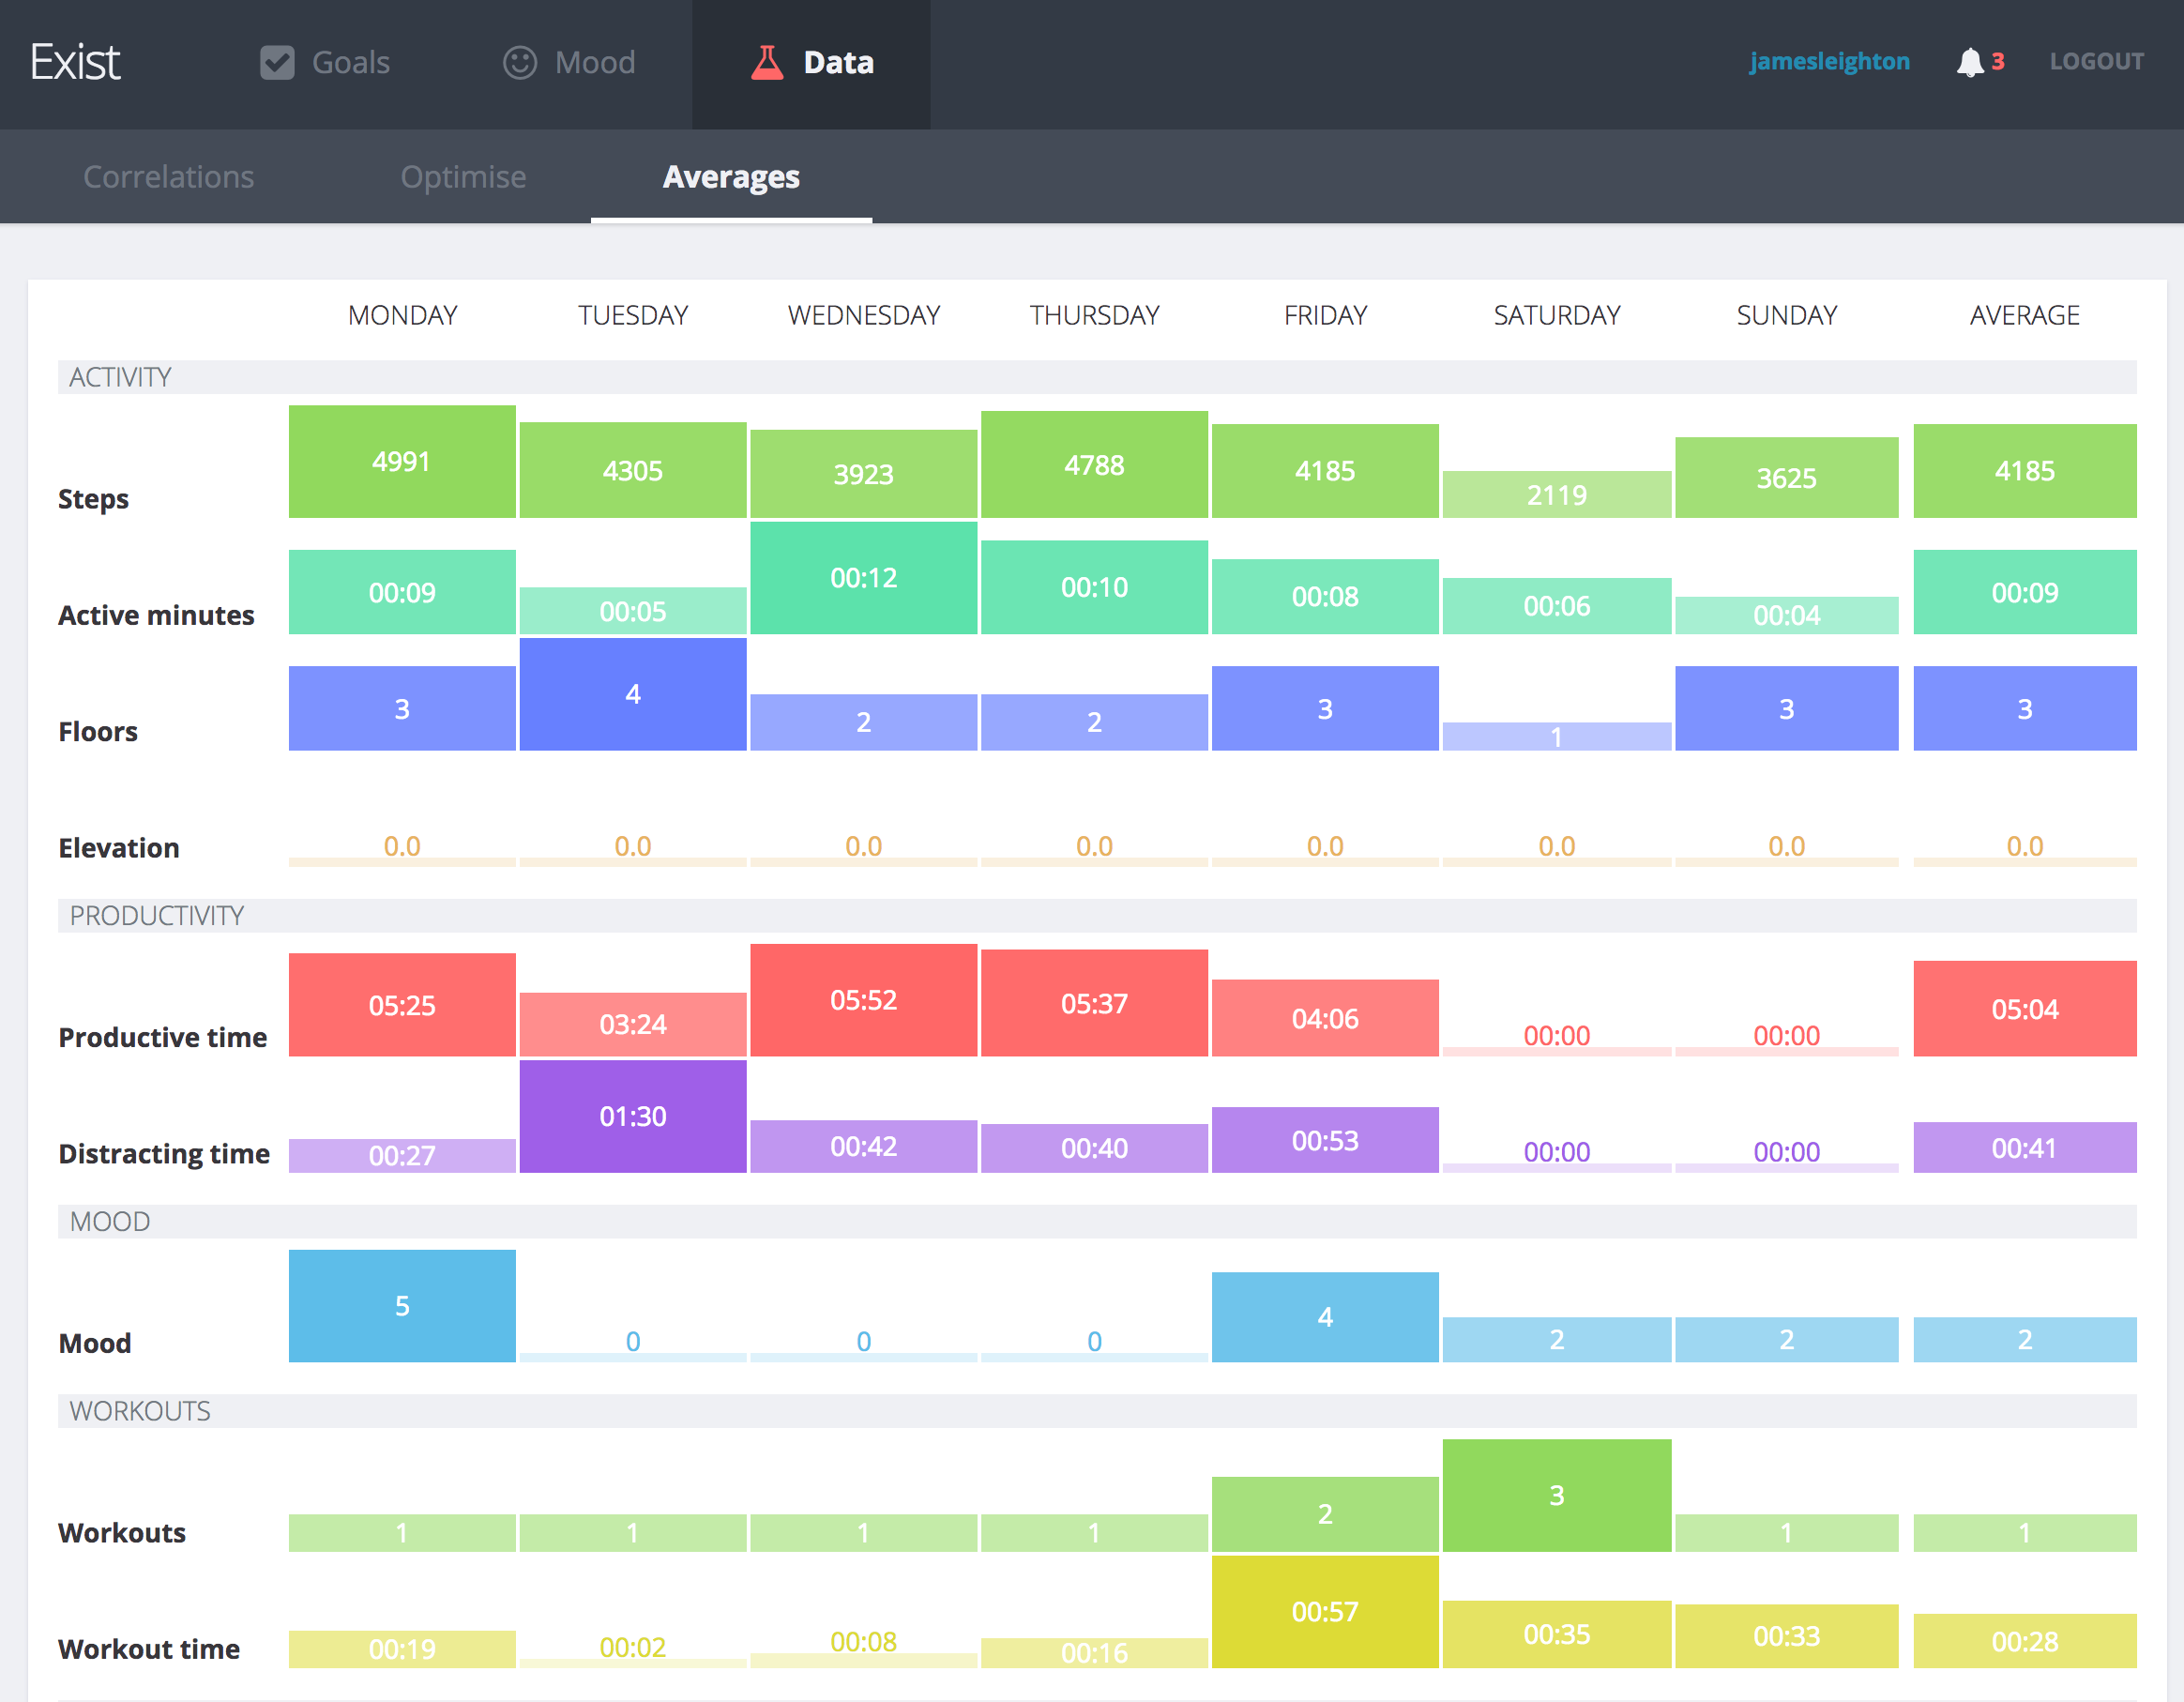 Exist Goals Mood Data jamesleighton 3 LOGOUT
Correlations Optimise Averages
MONDAY TUESDAY WEDNESDAY THURSDAY FRIDAY SATURDAY SUNDAY AVERAGE
ACTIVITY
Steps 4991 4305 3923 4788 4185 2119 3625 4185
Active minutes 00:09 00:05 00:12 00:10 00:08 00:06 00:04 00:09
Floors 3 4 2 2 3 1 3 3
Elevation 0.0 0.0 0.0 0.0 0.0 0.0 0.0 0.0
PRODUCTIVITY
Productive time 05:25 03:24 05:52 05:37 04:06 00:00 00:00 05:04
Distracting time 00:27 01:30 00:42 00:40 00:53 00:00 00:00 00:41
MOOD
Mood 5 0 0 0 4 2 2 2
WORKOUTS
Workouts 1 1 1 1 2 3 1 1
Workout time 00:19 00:02 00:08 00:16 00:57 00:35 00:33 00:28